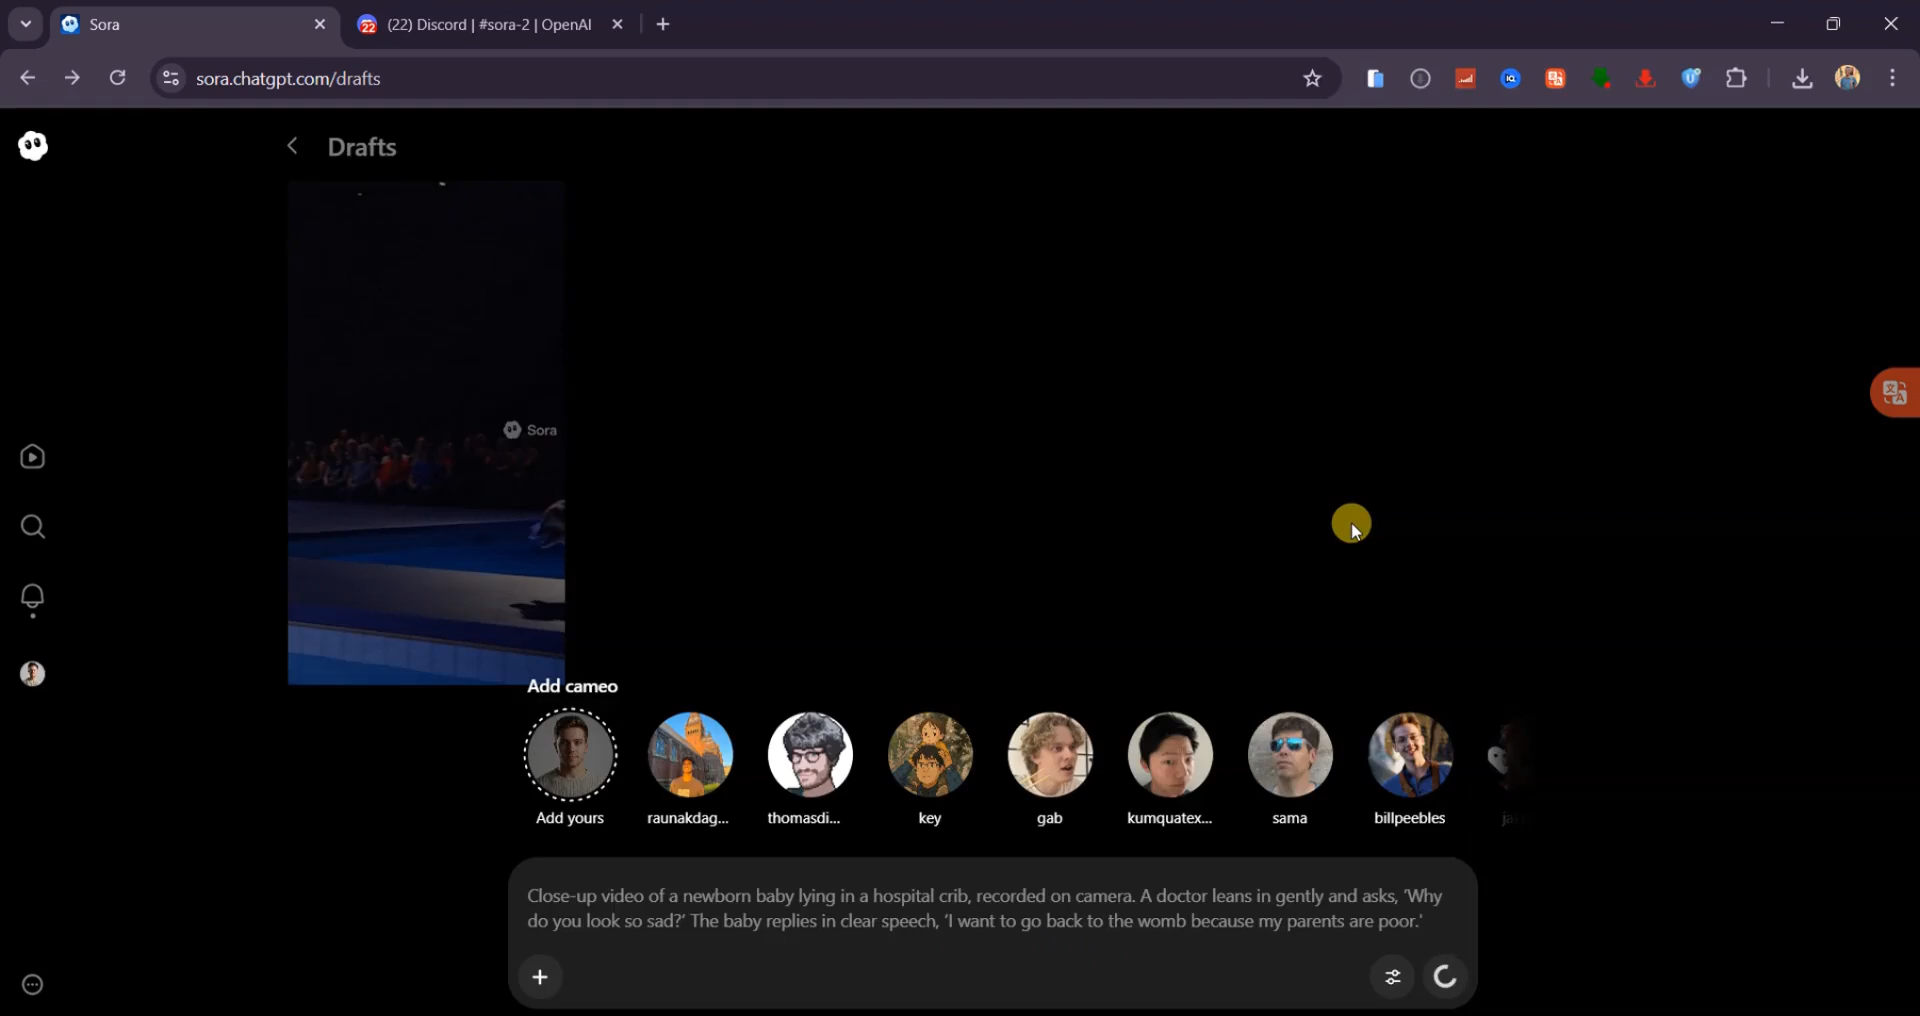 Sora
(22) Discord | #sora-2 | OpenAI
sora.chatgpt.com/drafts
Drafts
Sora
Add cameo
Add yours
raunakdag...
thomasdi...
key
gab
kumquatex...
sama
billpeebles
Close-up video of a newborn baby lying in a hospital crib, recorded on camera. A doctor leans in gently and asks, 'Why
do you look so sad?' The baby replies in clear speech, 'I want to go back to the womb because my parents are poor.'